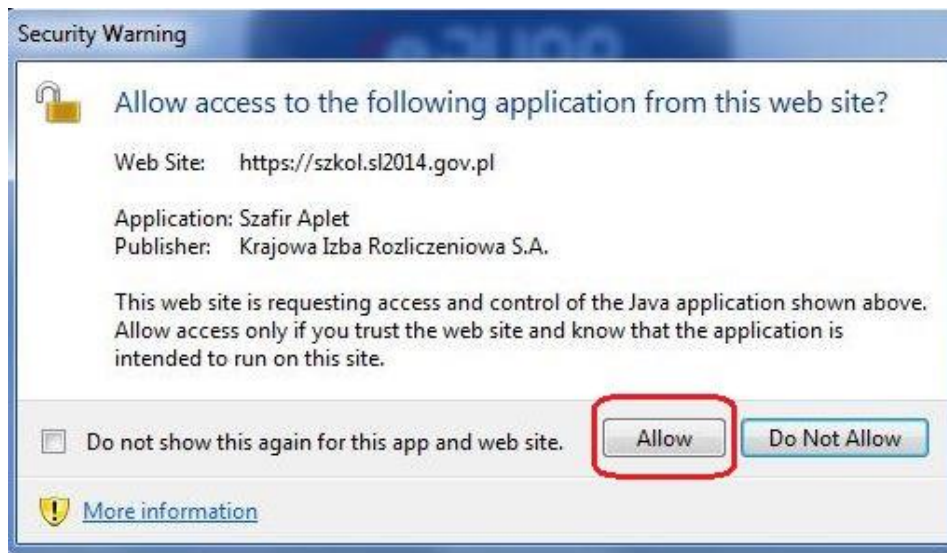 Security Warning
Allow access to the following application from this web site?
Web Site: https://szkol.sl2014.gov.pl
Application: Szafir Aplet
Publisher: Krajowa Izba Rozliczeniowa S.A.
This web site is requesting access and control of the Java application shown above.
Allow access only if you trust the web site and know that the application is
intended to run on this site.
Do not show this again for this app and web site. Allow Do Not Allow
More information